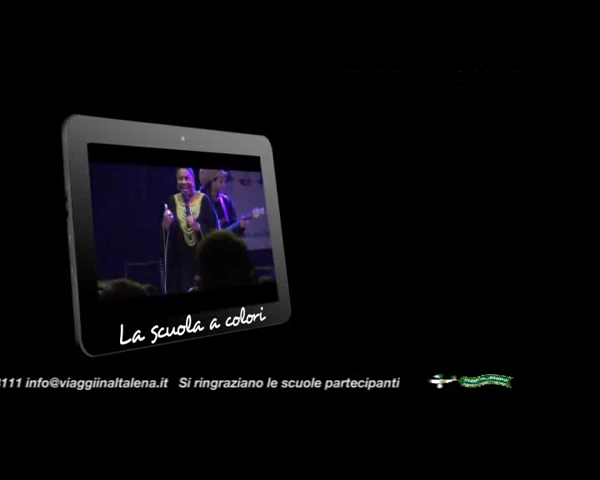 La scuola a colori
111 info@viaggiinaltalena.it Si ringraziano le scuole partecipanti